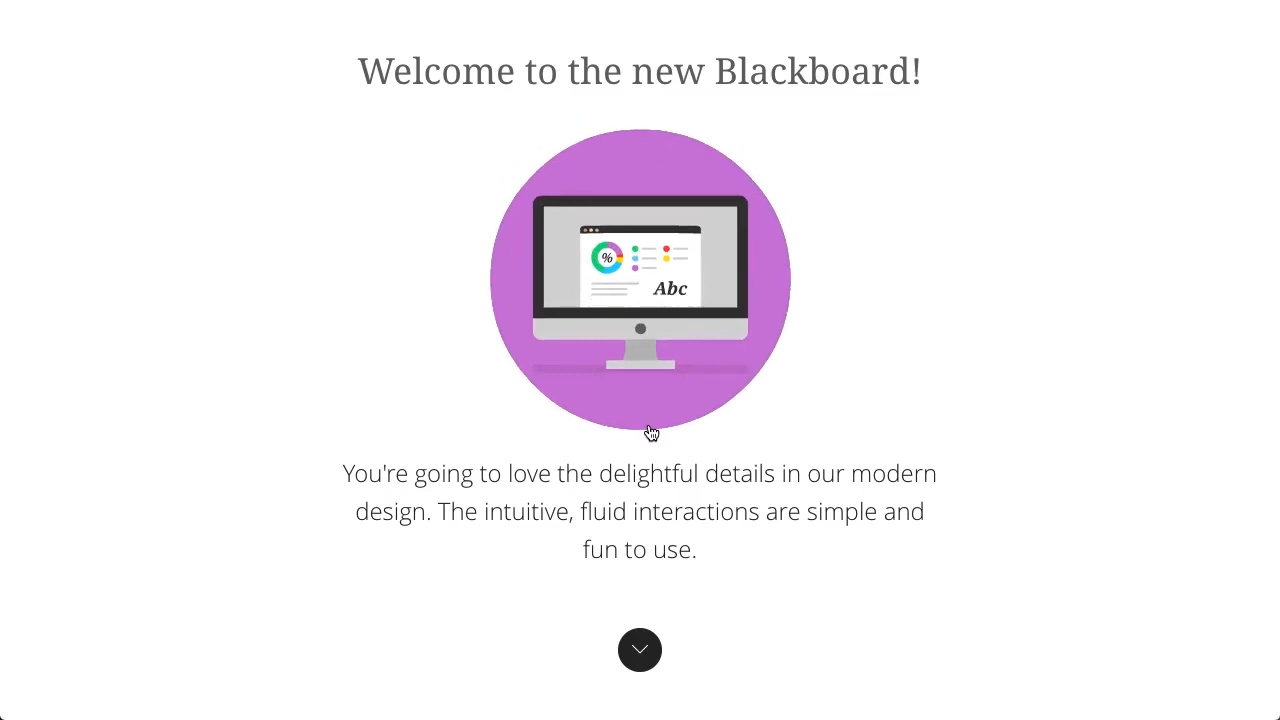 Welcome to the new Blackboard!
%
Abc
You're going to love the delightful details in our modern
design. The intuitive, fluid interactions are simple and
fun to use.